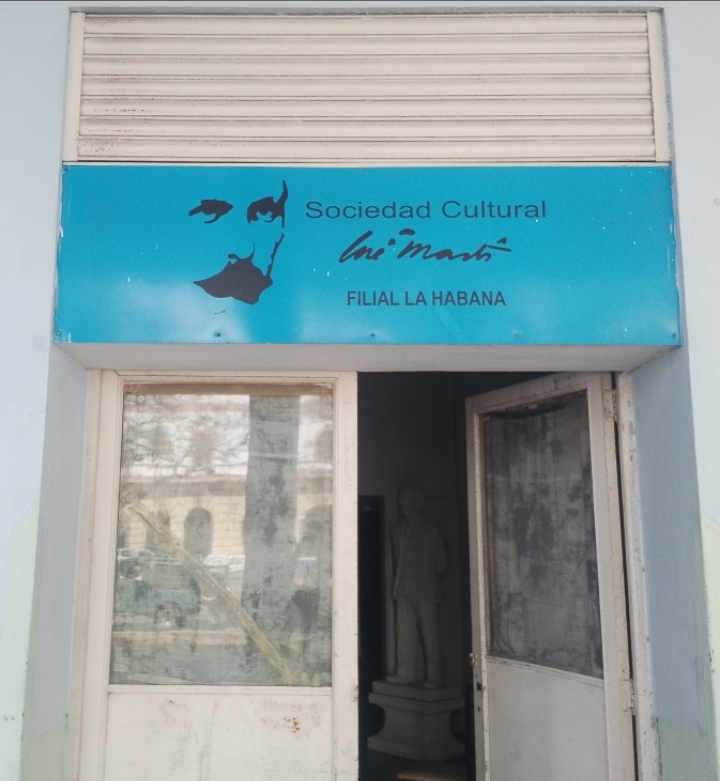 Sociedad Cultural
José Martí
FILIAL LA HABANA